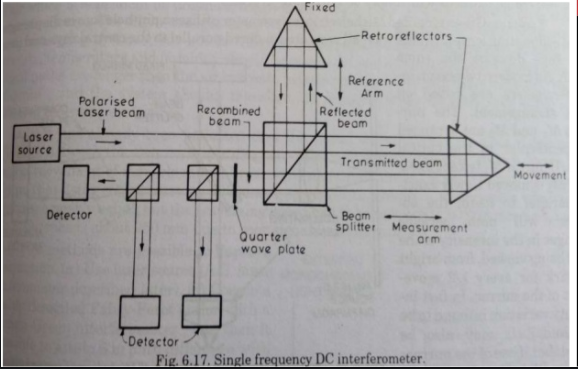 Fixed
Retroreflectors
Reference
Arm
Polarised
Laser beam
Recombined
beam
Reflected
beam
Laser
source
Transmitted beam
Movement
Detector
Quarter
wave plate
Beam
splitter
Measurement
arm
Detector
Fig. 6.17. Single frequency DC interferometer.